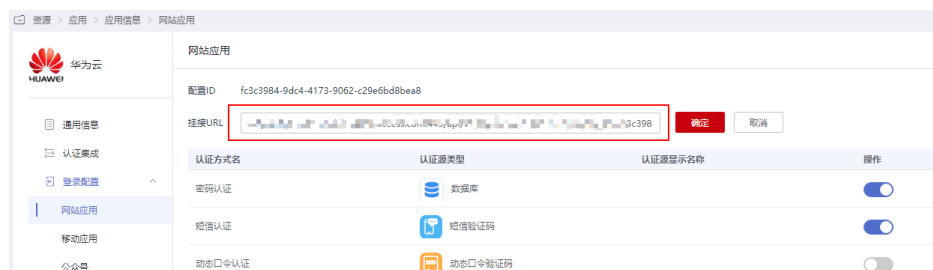 资源 > 应用 > 应用信息 > 网站应用
HUAWEI
华为云
网站应用
配置ID fc3c3984-9dc4-4173-9062-c29e6bd8bea8
挂接URL 确定 取消
通用信息
认证集成
登录配置
网站应用
移动应用
公众号
认证方式名 认证源类型 认证源显示名称 操作
密码认证 数据库
短信认证 短信验证码
动态口令认证 动态口令验证码